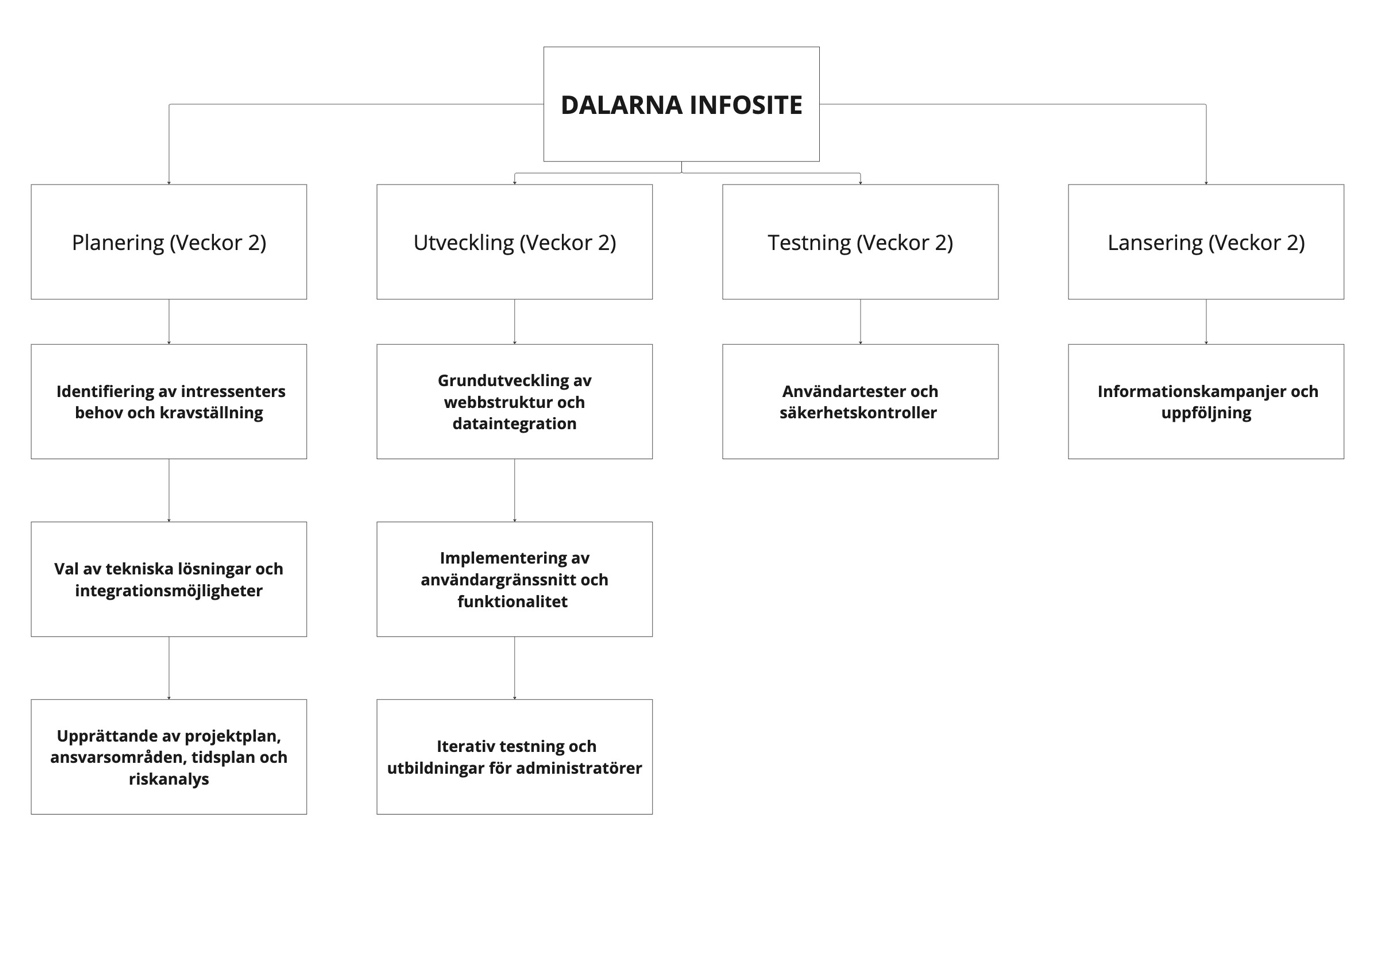 DALARNA INFOSITE
Planering (Veckor 2)
Utveckling (Veckor 2)
Testning (Veckor 2)
Lansering (Veckor 2)
Identifiering av intressenters
behov och kravställning
Grundutveckling av
webbstruktur och
dataintegration
Användartester och
säkerhetskontroller
Informationskampanjer och
uppföljning
Val av tekniska lösningar och
integrationsmöjligheter
Implementering av
användargränssnitt och
funktionalitet
Upprättande av projektplan,
ansvarsområden, tidsplan och
riskanalys
Iterativ testning och
utbildningar för administratörer